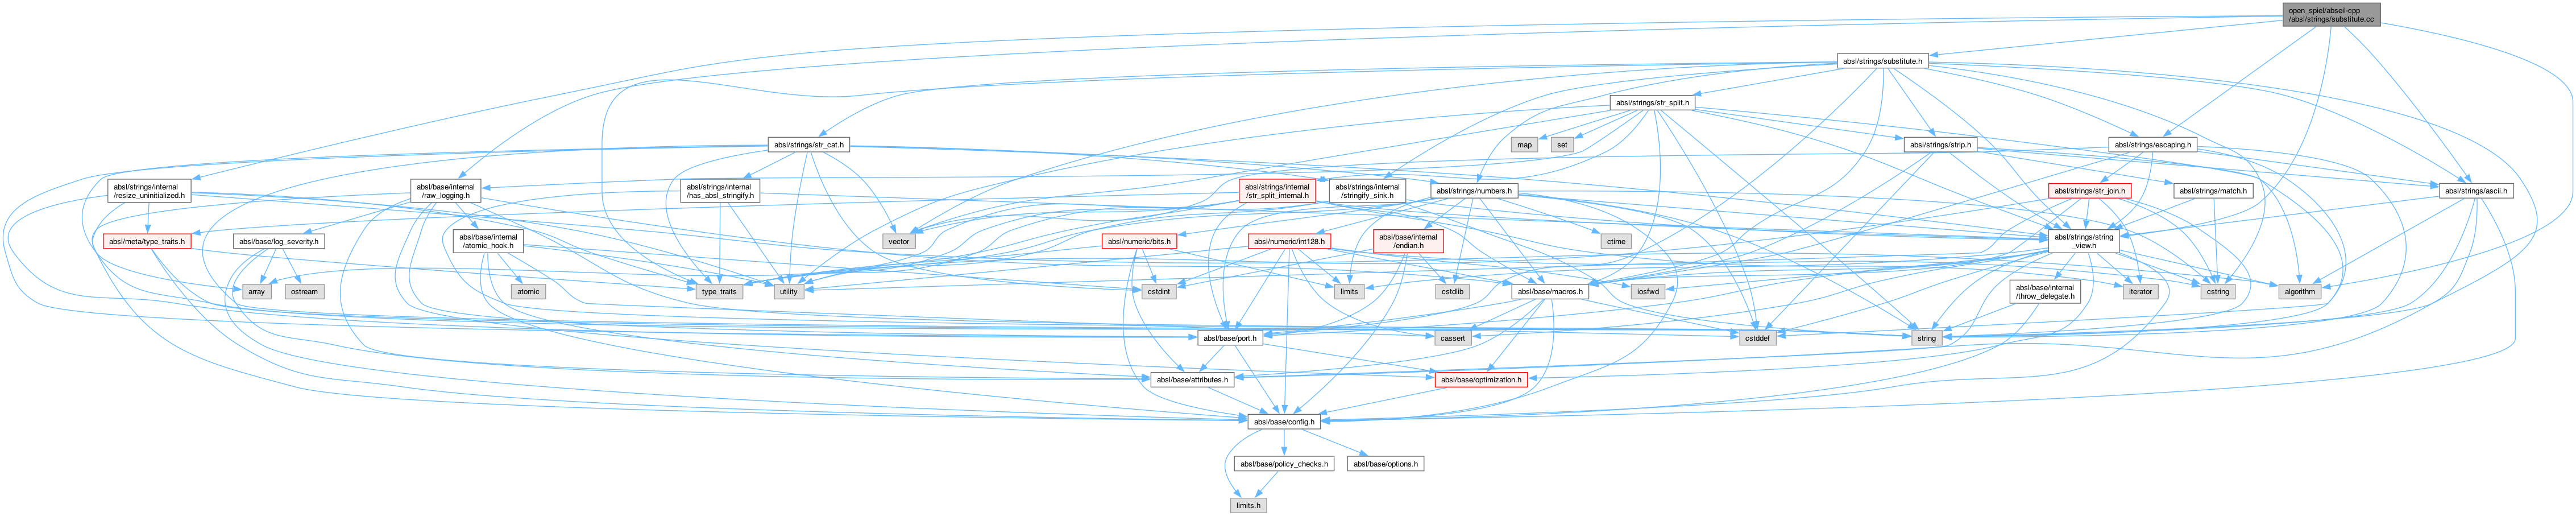 open_spiel/abseil-cpp
/absl/strings/substitute.cc
absl/strings/substitute.h
absl/strings/str_split.h
absl/strings/str_cat.h
map
set
absl/strings/strip.h
absl/strings/escaping.h
absl/strings/internal
/resize_uninitialized.h
absl/base/internal
/raw_logging.h
absl/strings/internal
/has_absl_stringify.h
absl/strings/internal
/str_split_internal.h
absl/strings/internal
/stringify_sink.h
absl/strings/numbers.h
absl/strings/str_join.h
absl/strings/match.h
absl/strings/ascii.h
absl/meta/type_traits.h
absl/base/log_severity.h
absl/base/internal
/atomic_hook.h
vector
absl/numeric/bits.h
absl/numeric/int128.h
absl/base/internal
/endian.h
ctime
absl/strings/string
_view.h
array
ostream
atomic
type_traits
utility
cstdint
limits
cstdlib
absl/base/macros.h
iosfwd
absl/base/internal
/throw_delegate.h
iterator
cstring
algorithm
absl/base/port.h
cassert
cstddef
string
absl/base/attributes.h
absl/base/optimization.h
absl/base/config.h
absl/base/policy_checks.h
absl/base/options.h
limits.h